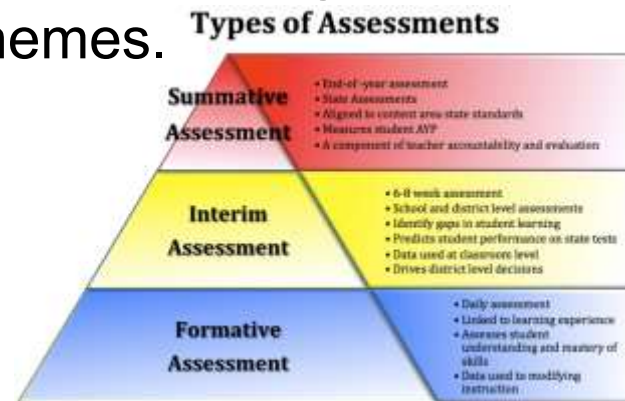 hemes.
Types of Assessments
Summative
Assessment
• End-of-year assessment
• State Assessments
• Aligned to content area state standards
• Measures student AYP
• A component of teacher accountability and evaluation
Interim
Assessment
• 6-8 week assessment
• School and district level assessments
• Identify gaps in student learning
• Predicts student performance on state tests
• Data used at classroom level
• Drives district level decisions
Formative
Assessment
• Daily assessment
• Linked to learning experience
• Assesses student
understanding and mastery of
skills
• Data used to modifying
instruction